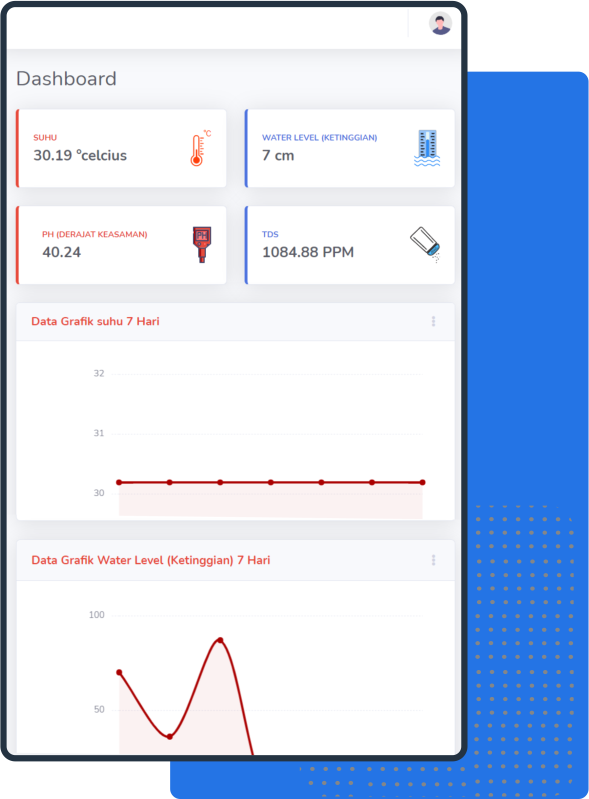 Dashboard
SUHU
30.19 °celcius
°C
WATER LEVEL (KETINGGIAN)
7 cm
PH (DERAJAT KEASAMAN)
40.24
TDS
1084.88 PPM
Data Grafik suhu 7 Hari
32
31
30
Data Grafik Water Level (Ketinggian) 7 Hari
100
50